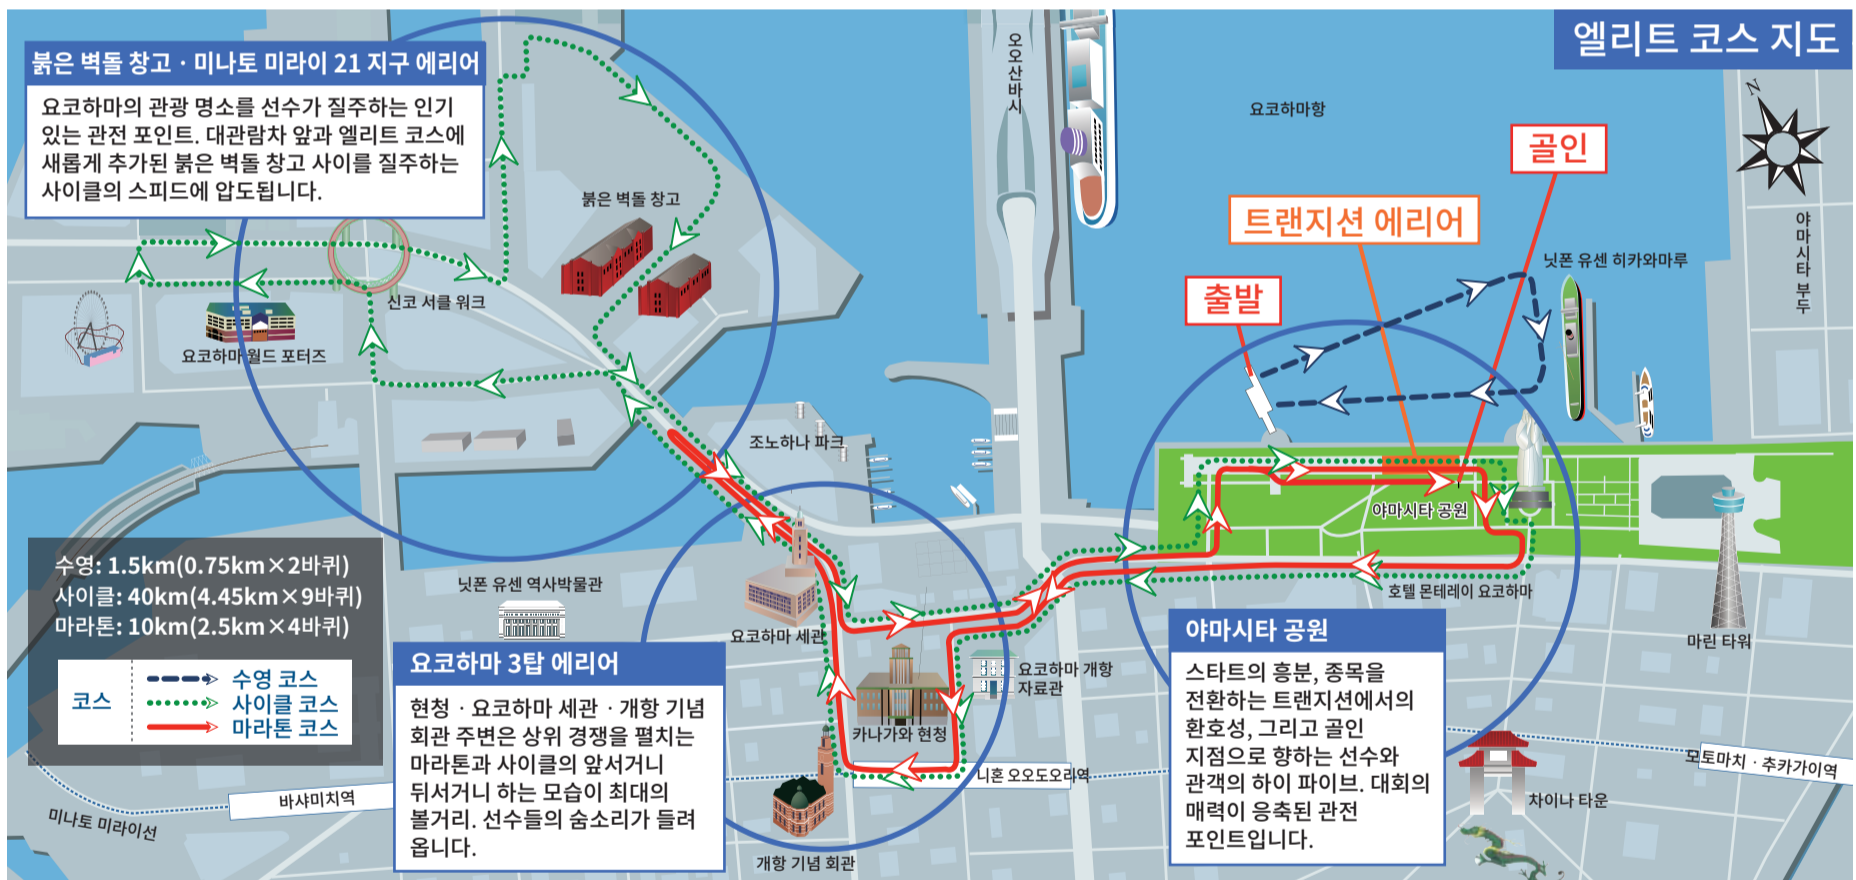 엘리트 코스 지도
붉은 벽돌 창고 · 미나토 미라이 21 지구 에리어
요코하마의 관광 명소를 선수가 질주하는 인기
있는 관전 포인트. 대관람차 앞과 엘리트 코스에
새롭게 추가된 붉은 벽돌 창고 사이를 질주하는
사이클의 스피드에 압도됩니다.
오오산바시
요코하마항
N
골인
트랜지션 에리어
출발
닛폰 유센 히카와마루
야마시타 부두
붉은 벽돌 창고
신코 서클 워크
요코하마 월드 포터즈
조노하나 파크
야마시타 공원
호텔 몬테레이 요코하마
마린 타워
수영: 1.5km(0.75km×2바퀴)
사이클: 40km(4.45km×9바퀴)
마라톤: 10km(2.5km×4바퀴)
코스
수영 코스
사이클 코스
마라톤 코스
닛폰 유센 역사박물관
요코하마 세관
요코하마 개항
자료관
카나가와 현청
니혼 오오도오리역
개항 기념 회관
요코하마 3탑 에리어
현청 · 요코하마 세관 · 개항 기념
회관 주변은 상위 경쟁을 펼치는
마라톤과 사이클의 앞서거니
뒤서거니 하는 모습이 최대의
볼거리. 선수들의 숨소리가 들려
옵니다.
야마시타 공원
스타트의 흥분, 종목을
전환하는 트랜지션에서의
환호성, 그리고 골인
지점으로 향하는 선수와
관객의 하이 파이브. 대회의
매력이 응축된 관전
포인트입니다.
모토마치 · 추카가이역
차이나 타운
바샤미치역
미나토 미라이선